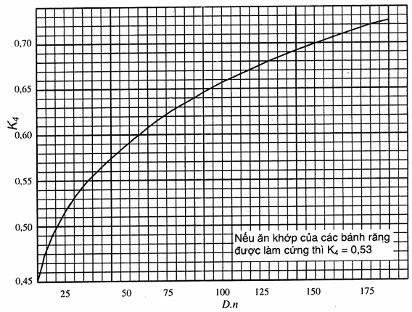 0,70
0,65
K₄
0,60
0,55
0,50
0,45
Nếu ăn khớp của các bánh răng
được làm cứng thì K₄ = 0,53
25 50 75 100 125 150 175
D.n